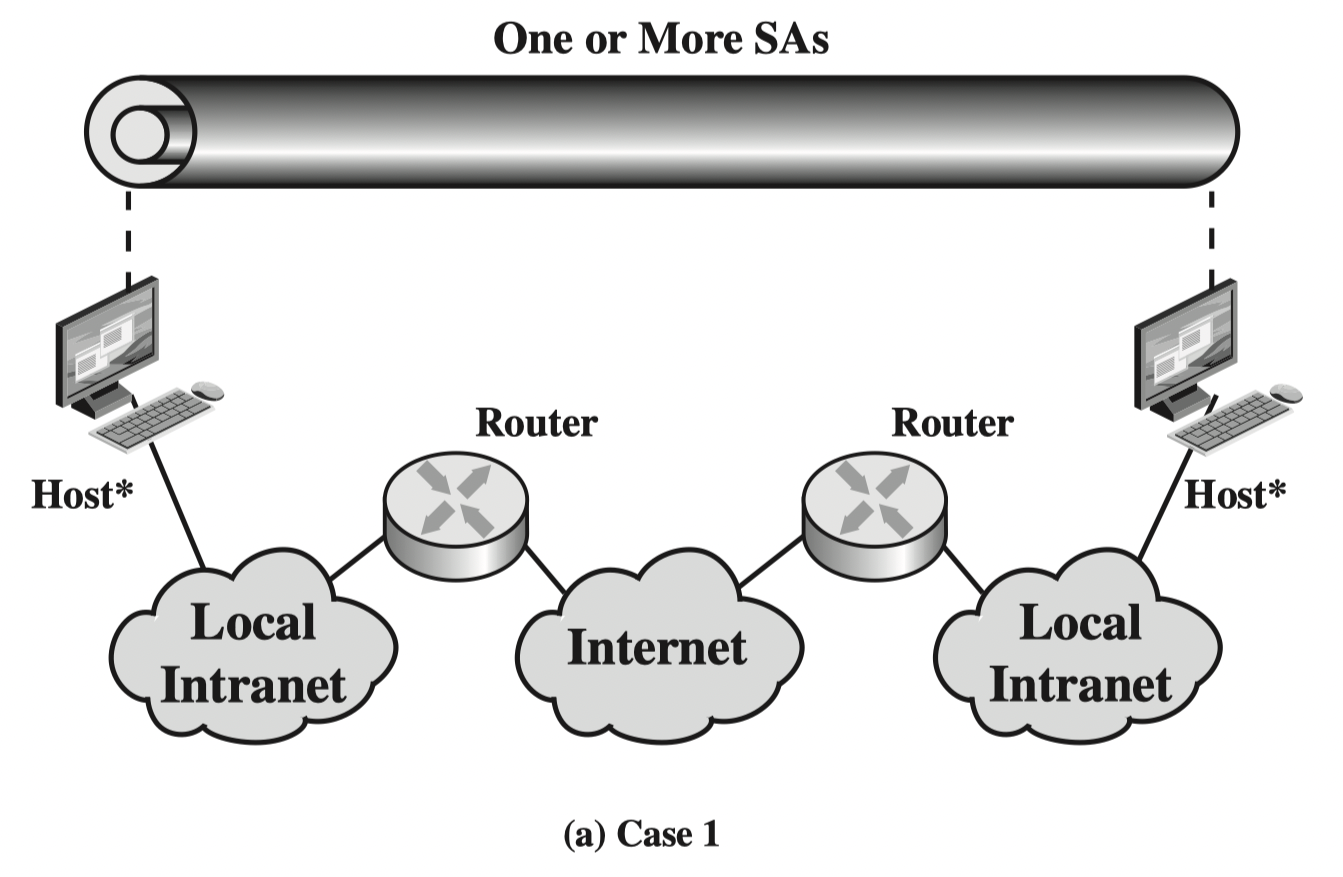 One or More SAs
Router
Router
Host*
Host*
Local
Intranet
Internet
Local
Intranet
(a) Case 1